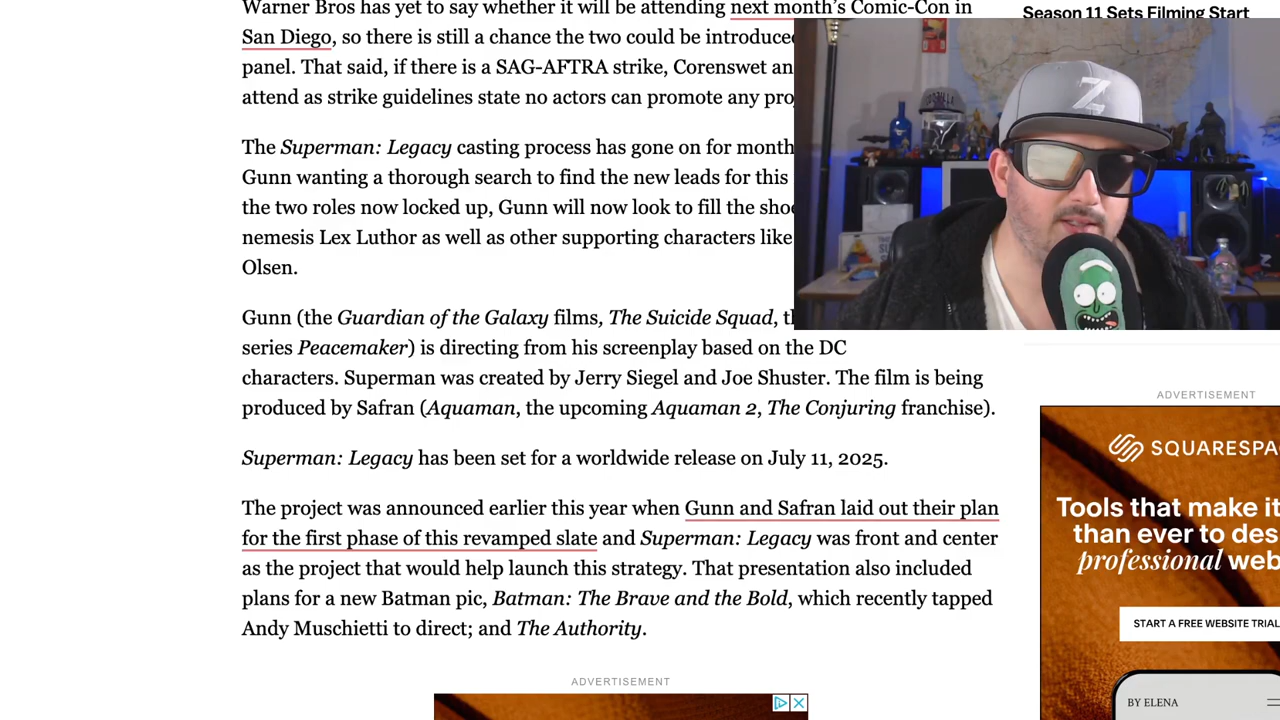 Warner Bros has yet to say whether it will be attending next month's Comic-Con in
San Diego, so there is still a chance the two could be introduced
panel. That said, if there is a SAG-AFTRA strike, Corenswet an
attend as strike guidelines state no actors can promote any pro
The Superman: Legacy casting process has gone on for month
Gunn wanting a thorough search to find the new leads for this
the two roles now locked up, Gunn will now look to fill the shoe
nemesis Lex Luthor as well as other supporting characters like
Olsen.
Gunn (the Guardian of the Galaxy films, The Suicide Squad, th
series Peacemaker) is directing from his screenplay based on the DC
characters. Superman was created by Jerry Siegel and Joe Shuster. The film is being
produced by Safran (Aquaman, the upcoming Aquaman 2, The Conjuring franchise).
Superman: Legacy has been set for a worldwide release on July 11, 2025.
The project was announced earlier this year when Gunn and Safran laid out their plan
for the first phase of this revamped slate and Superman: Legacy was front and center
as the project that would help launch this strategy. That presentation also included
plans for a new Batman pic, Batman: The Brave and the Bold, which recently tapped
Andy Muschietti to direct; and The Authority.
ADVERTISEMENT
Season 11 Sets Filming Start
Z
ADVERTISEMENT
SQUARESPA
Tools that make it
than ever to des
professional web
START A FREE WEBSITE TRIAL
BY ELENA